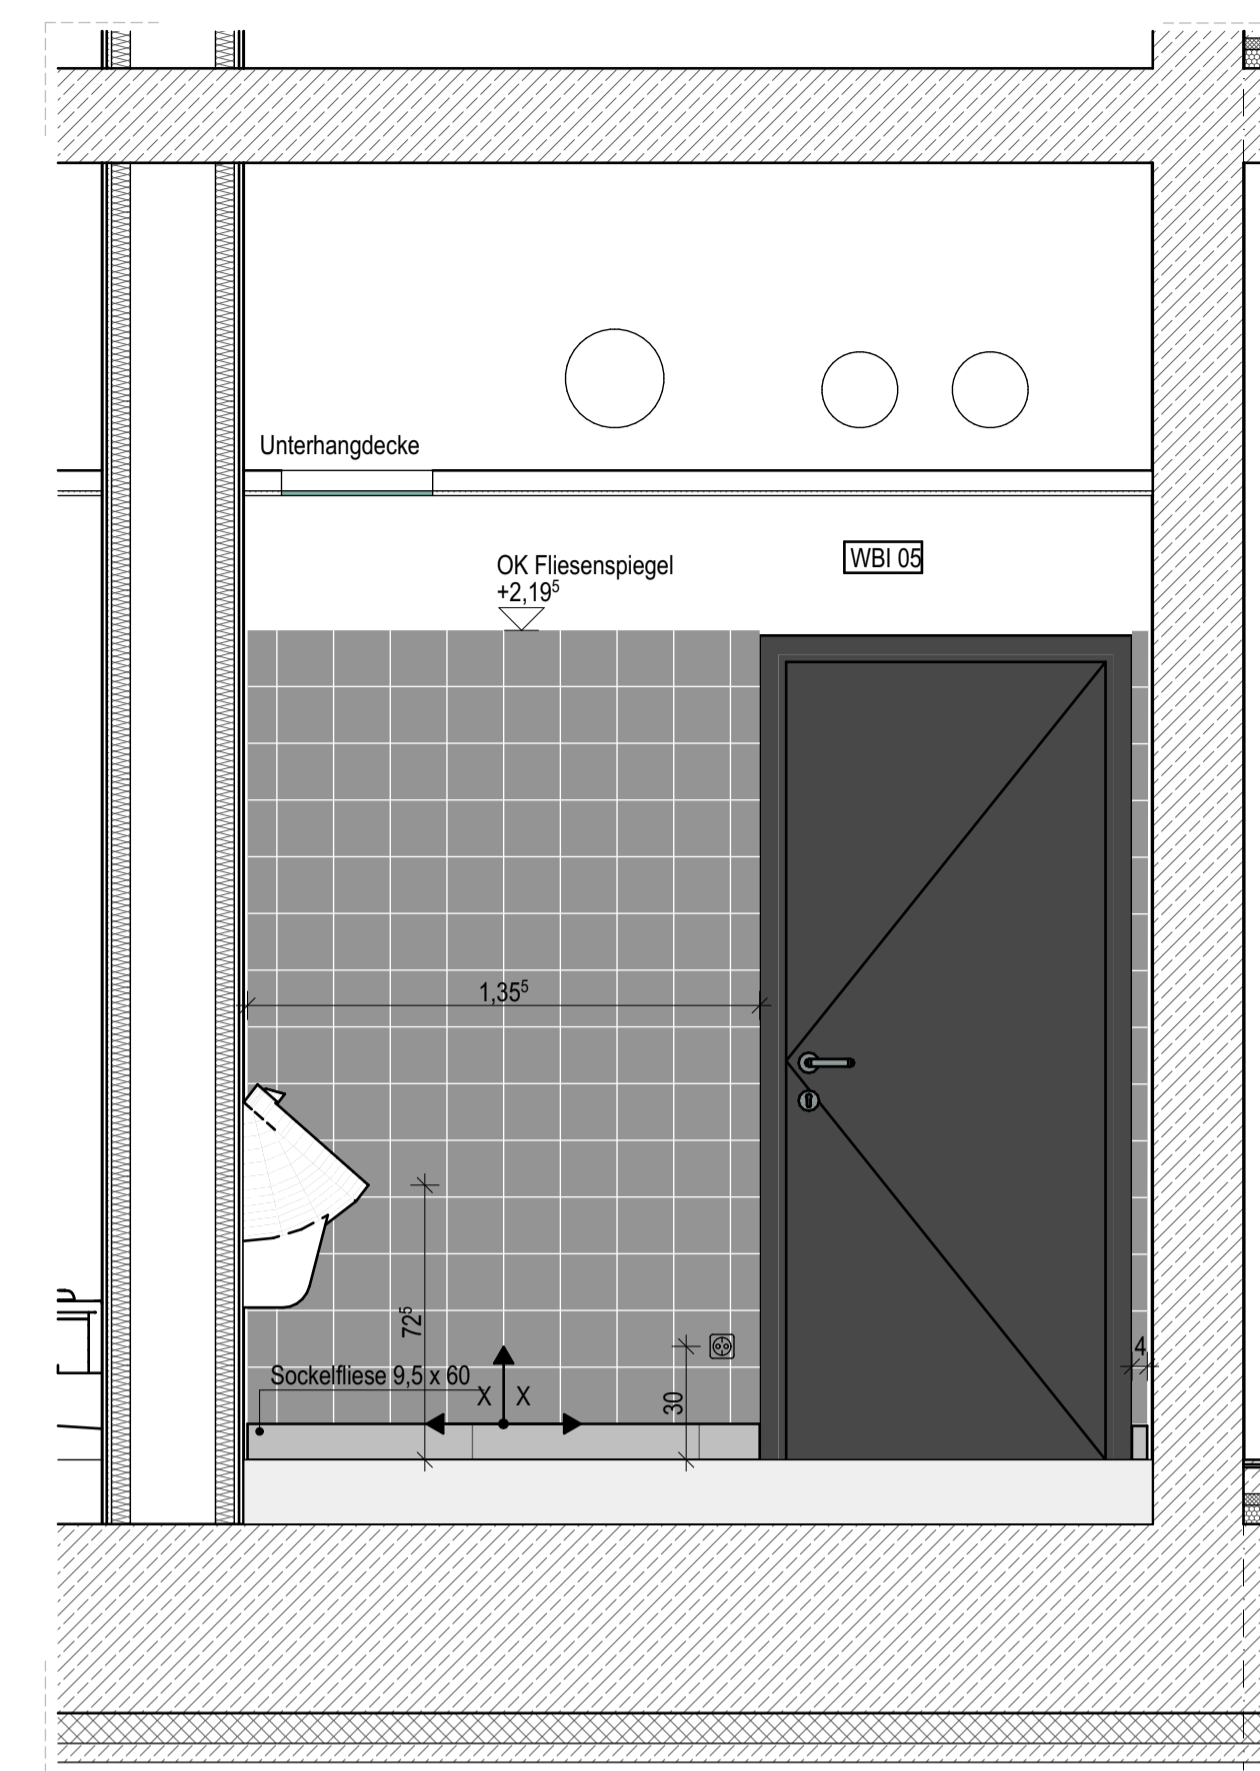 Unterhangdecke
OK Fliesenspiegel
+2,19⁵
WBI 05
1,35⁵
72⁵
4
Sockelfliese 9,5 x 60
X X
30